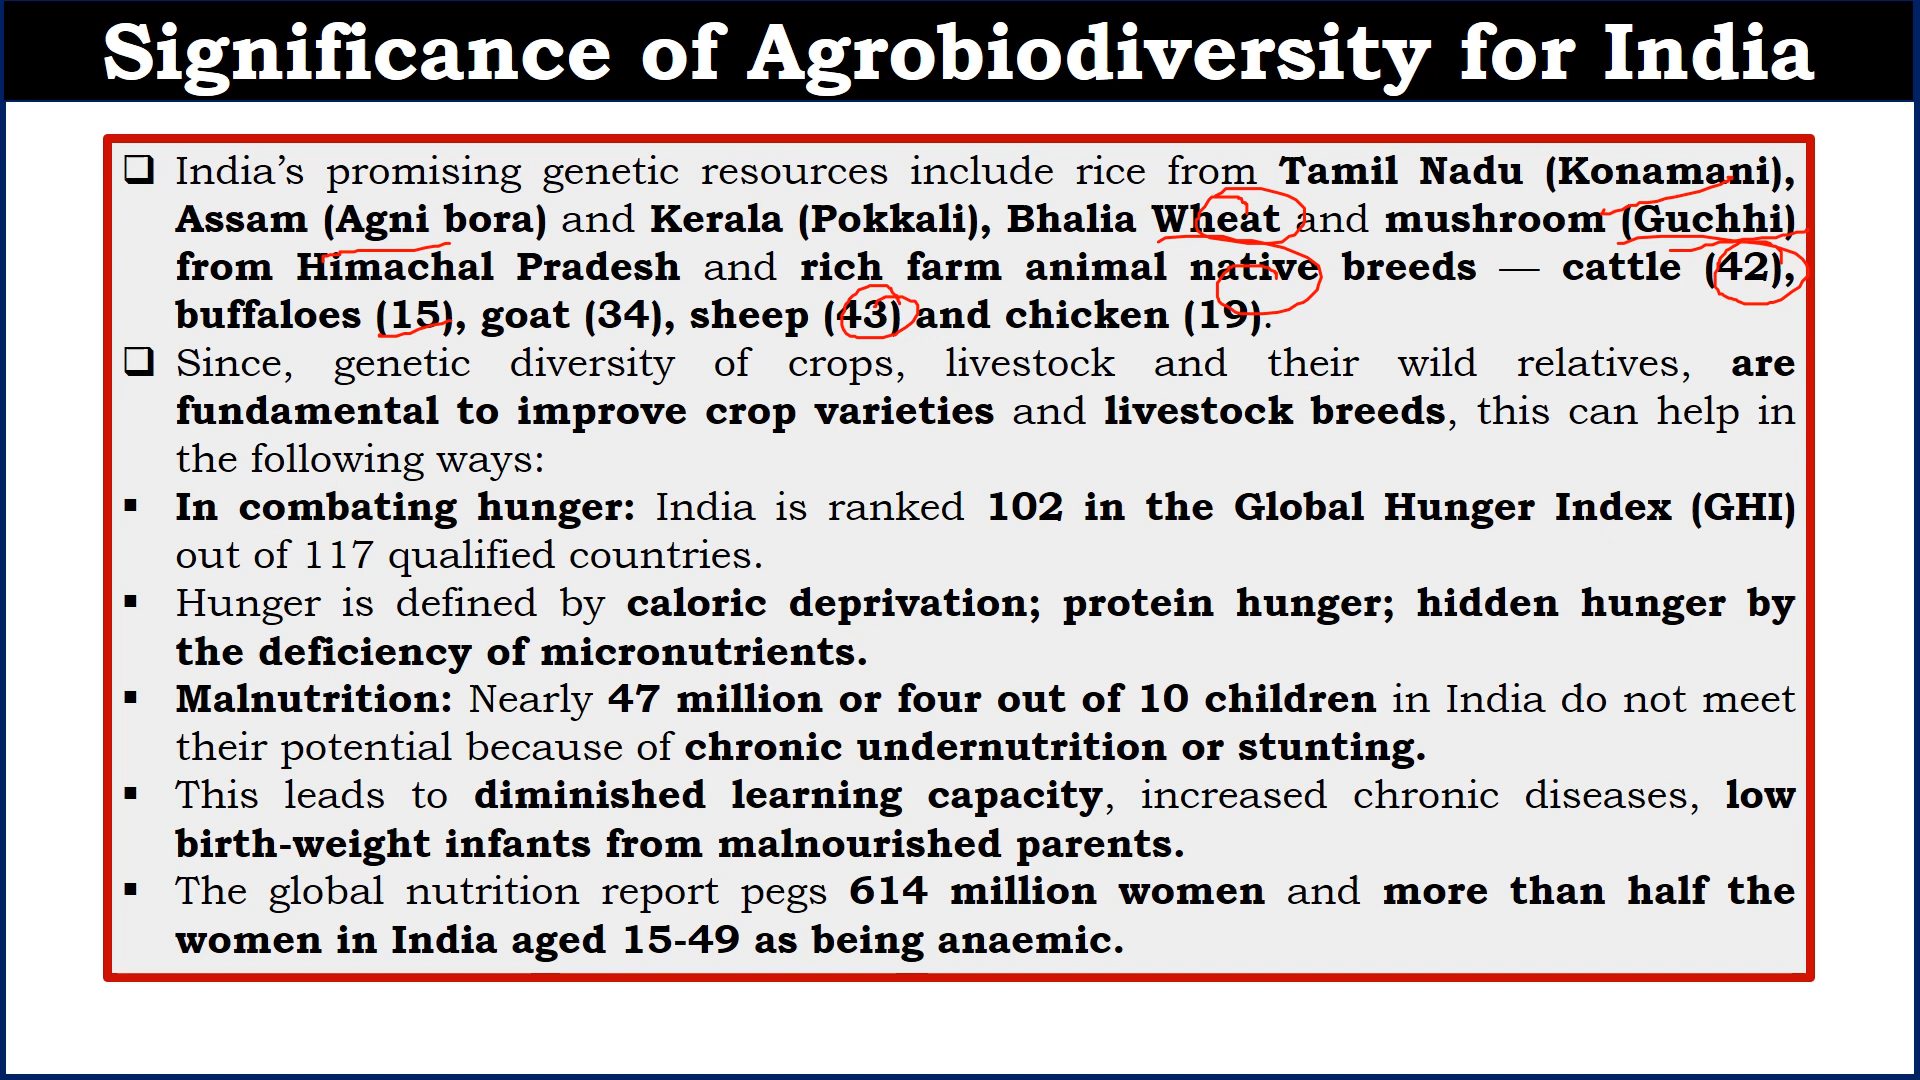 Significance of Agrobiodiversity for India
❑ India’s promising genetic resources include rice from Tamil Nadu (Konamani),
Assam (Agni bora) and Kerala (Pokkali), Bhalia Wheat and mushroom (Guchhi)
from Himachal Pradesh and rich farm animal native breeds — cattle (42),
buffaloes (15), goat (34), sheep (43) and chicken (19).
❑ Since, genetic diversity of crops, livestock and their wild relatives, are
fundamental to improve crop varieties and livestock breeds, this can help in
the following ways:
▪ In combating hunger: India is ranked 102 in the Global Hunger Index (GHI)
out of 117 qualified countries.
▪ Hunger is defined by caloric deprivation; protein hunger; hidden hunger by
the deficiency of micronutrients.
▪ Malnutrition: Nearly 47 million or four out of 10 children in India do not meet
their potential because of chronic undernutrition or stunting.
▪ This leads to diminished learning capacity, increased chronic diseases, low
birth-weight infants from malnourished parents.
▪ The global nutrition report pegs 614 million women and more than half the
women in India aged 15-49 as being anaemic.